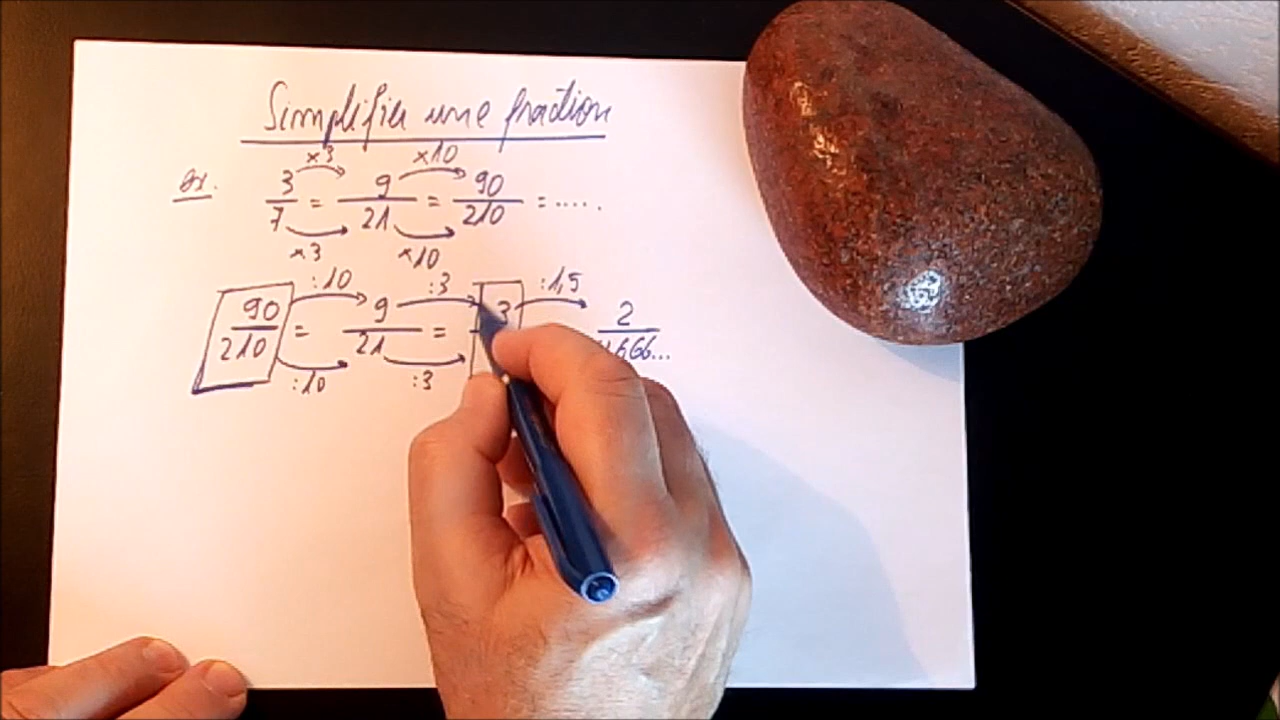 Simplifier une fraction
×3 ×10
Ex. 3/7 = 9/21 = 90/210 = .....
×3 ×10
:10 :3 :1,5
90/210 = 9/21 = 3 2/4,666...
:10 :3